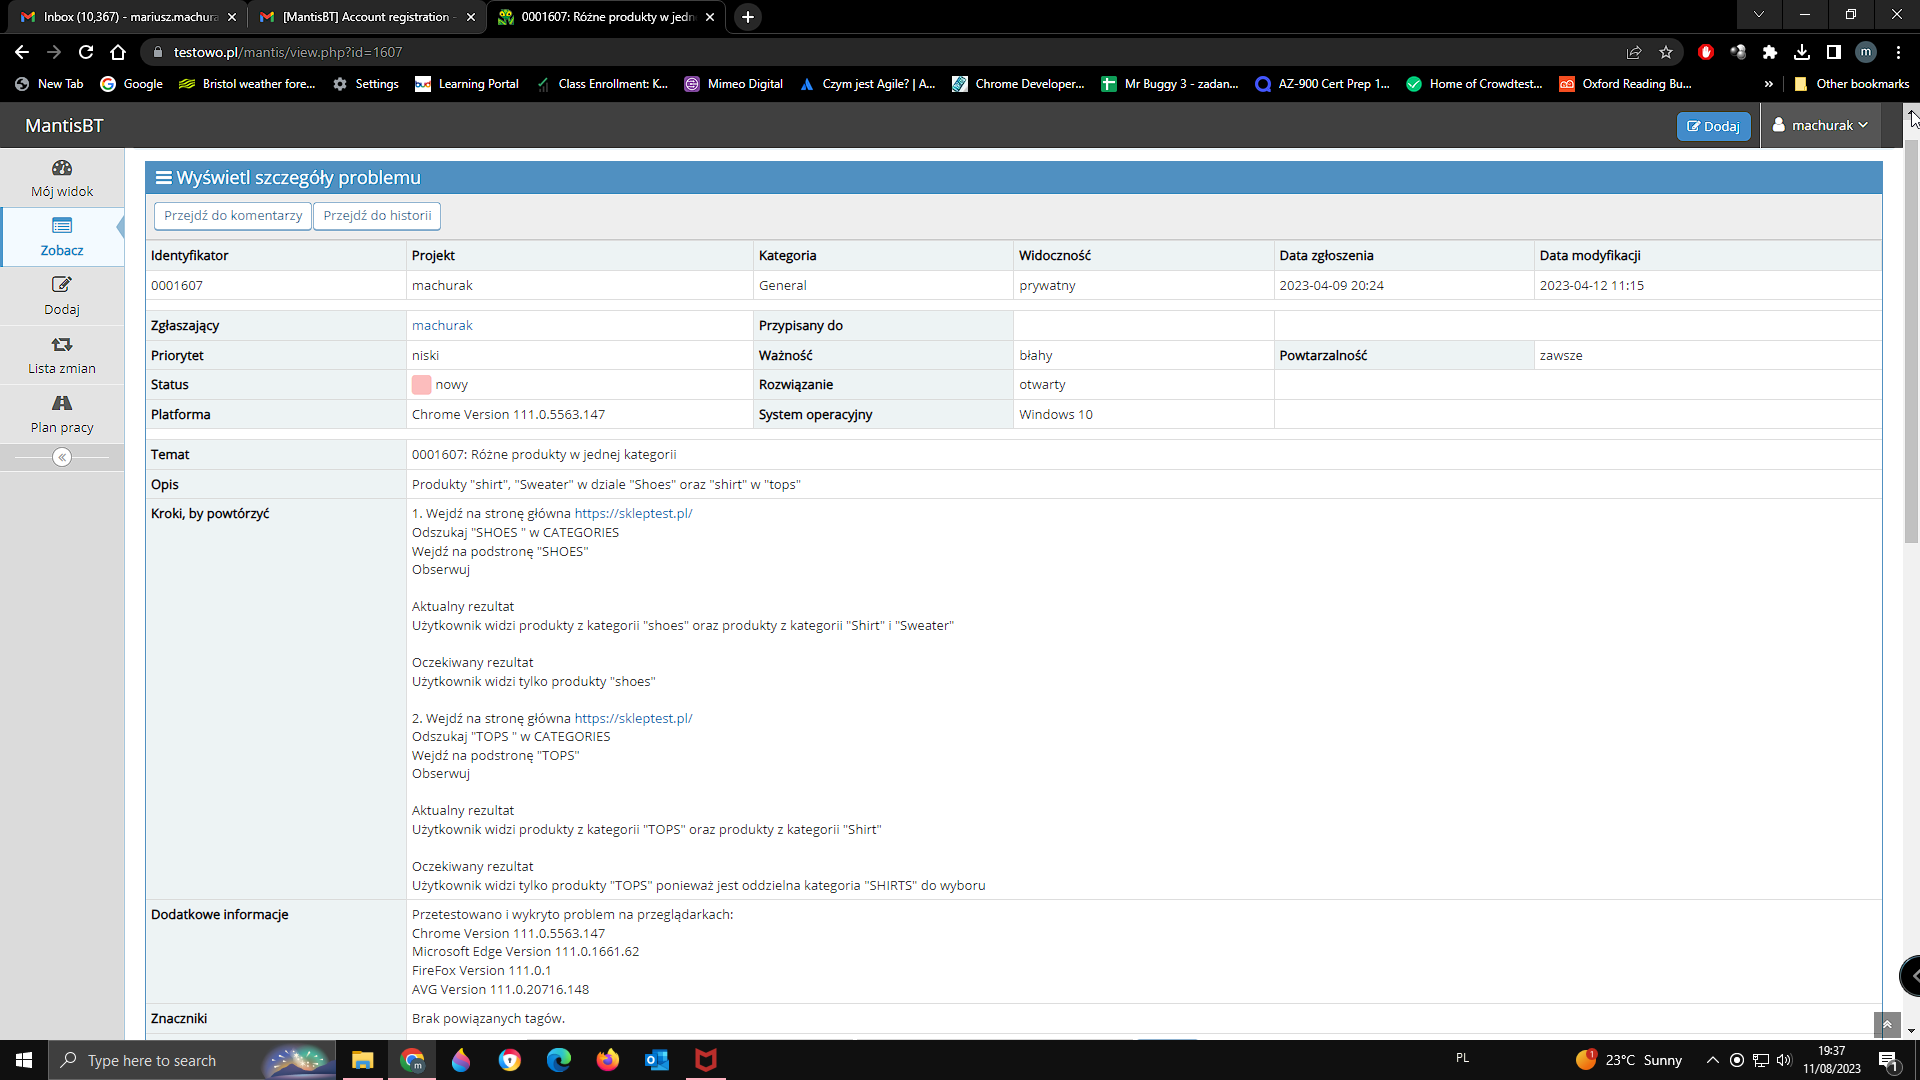 Inbox (10,367) - mariusz.machura
[MantisBT] Account registration -
0001607: Różne produkty w jedn
testowo.pl/mantis/view.php?id=1607
m
New Tab
Google
Bristol weather fore...
Settings
Learning Portal
Class Enrollment: K...
Mimeo Digital
Czym jest Agile? | A...
Chrome Developer...
Mr Buggy 3 - zadan...
AZ-900 Cert Prep 1...
Home of Crowdtest...
Oxford Reading Bu...
»
Other bookmarks
MantisBT
Dodaj
machurak
Mój widok
Zobacz
Dodaj
Lista zmian
Plan pracy
Wyświetl szczegóły problemu
Przejdź do komentarzy
Przejdź do historii
Identyfikator Projekt Kategoria Widoczność Data zgłoszenia Data modyfikacji
0001607 machurak General prywatny 2023-04-09 20:24 2023-04-12 11:15
Zgłaszający machurak Przypisany do
Priorytet niski Ważność błahy Powtarzalność zawsze
Status nowy Rozwiązanie otwarty
Platforma Chrome Version 111.0.5563.147 System operacyjny Windows 10
Temat 0001607: Różne produkty w jednej kategorii
Opis Produkty "shirt", "Sweater" w dziale "Shoes" oraz "shirt" w "tops"
Kroki, by powtórzyć 1. Wejdź na stronę główna https://skleptest.pl/
Odszukaj "SHOES " w CATEGORIES
Wejdź na podstronę "SHOES"
Obserwuj
Aktualny rezultat
Użytkownik widzi produkty z kategorii "shoes" oraz produkty z kategorii "Shirt" i "Sweater"
Oczekiwany rezultat
Użytkownik widzi tylko produkty "shoes"
2. Wejdź na stronę główna https://skleptest.pl/
Odszukaj "TOPS " w CATEGORIES
Wejdź na podstronę "TOPS"
Obserwuj
Aktualny rezultat
Użytkownik widzi produkty z kategorii "TOPS" oraz produkty z kategorii "Shirt"
Oczekiwany rezultat
Użytkownik widzi tylko produkty "TOPS" ponieważ jest oddzielna kategoria "SHIRTS" do wyboru
Dodatkowe informacje Przetestowano i wykryto problem na przeglądarkach:
Chrome Version 111.0.5563.147
Microsoft Edge Version 111.0.1661.62
FireFox Version 111.0.1
AVG Version 111.0.20716.148
Znaczniki Brak powiązanych tagów.
Type here to search
m
PL
1
23°C Sunny
19:37
11/08/2023
1